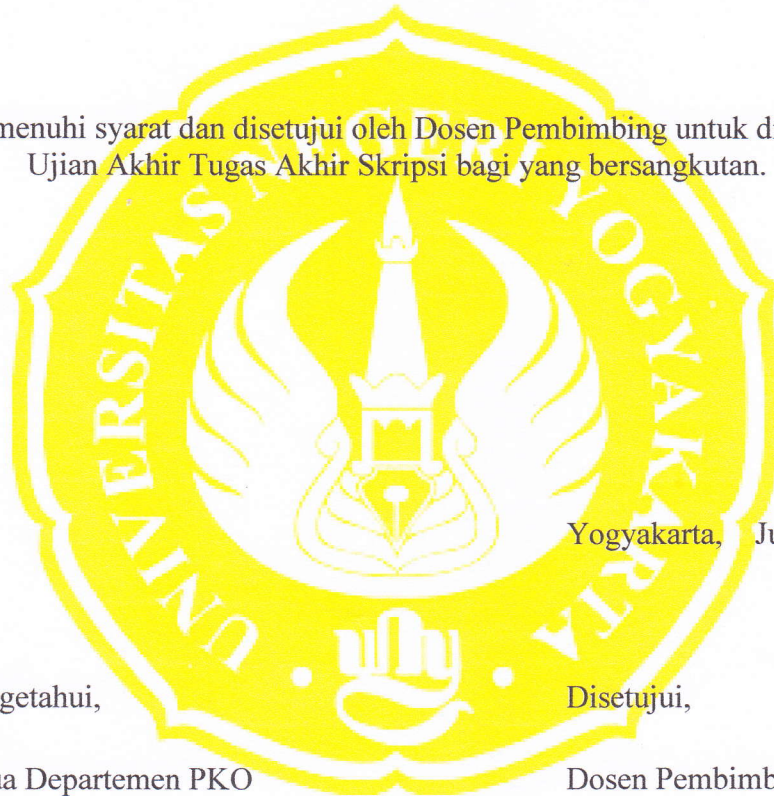 menuhi syarat dan disetujui oleh Dosen Pembimbing untuk di
Ujian Akhir Tugas Akhir Skripsi bagi yang bersangkutan.
UNIVERSITAS NEGERI YOGYAKARTA
Yogyakarta, Ju
getahui,
Disetujui,
a Departemen PKO
Dosen Pembimb